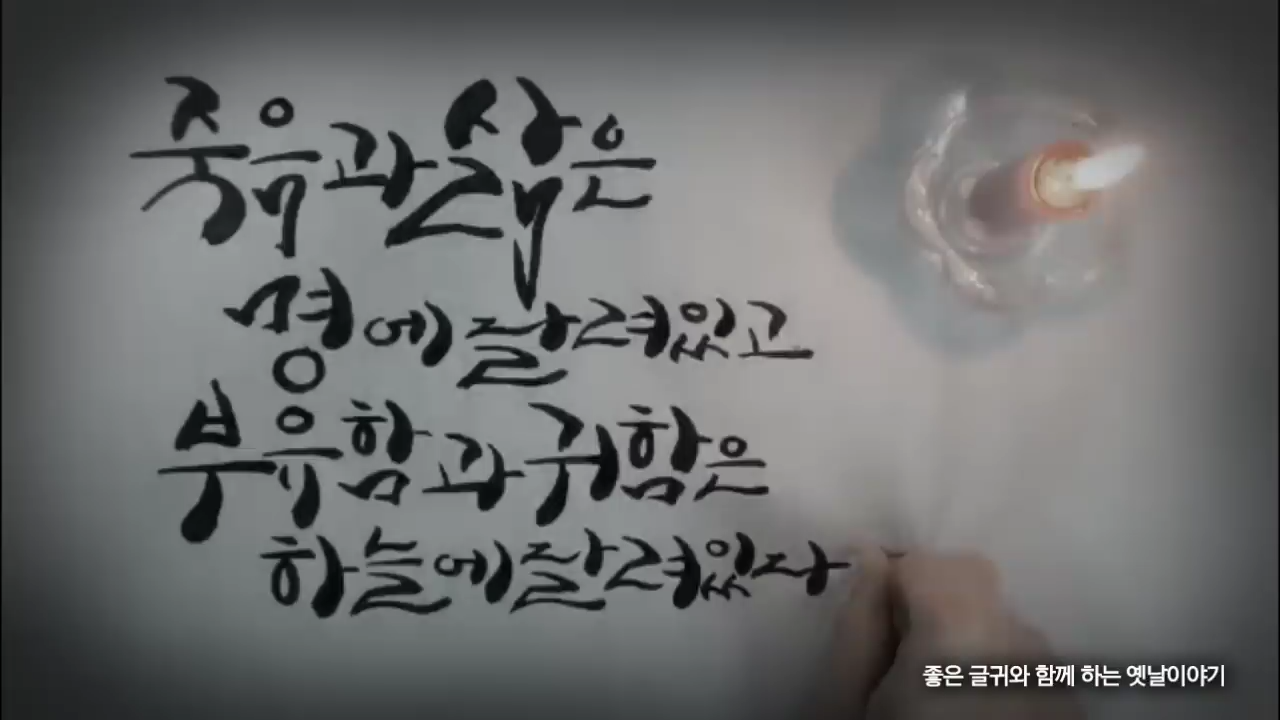 죽음과 삶은
명에 달려있고
부유함과 귀함은
하늘에 달려있다
좋은 글귀와 함께 하는 옛날이야기